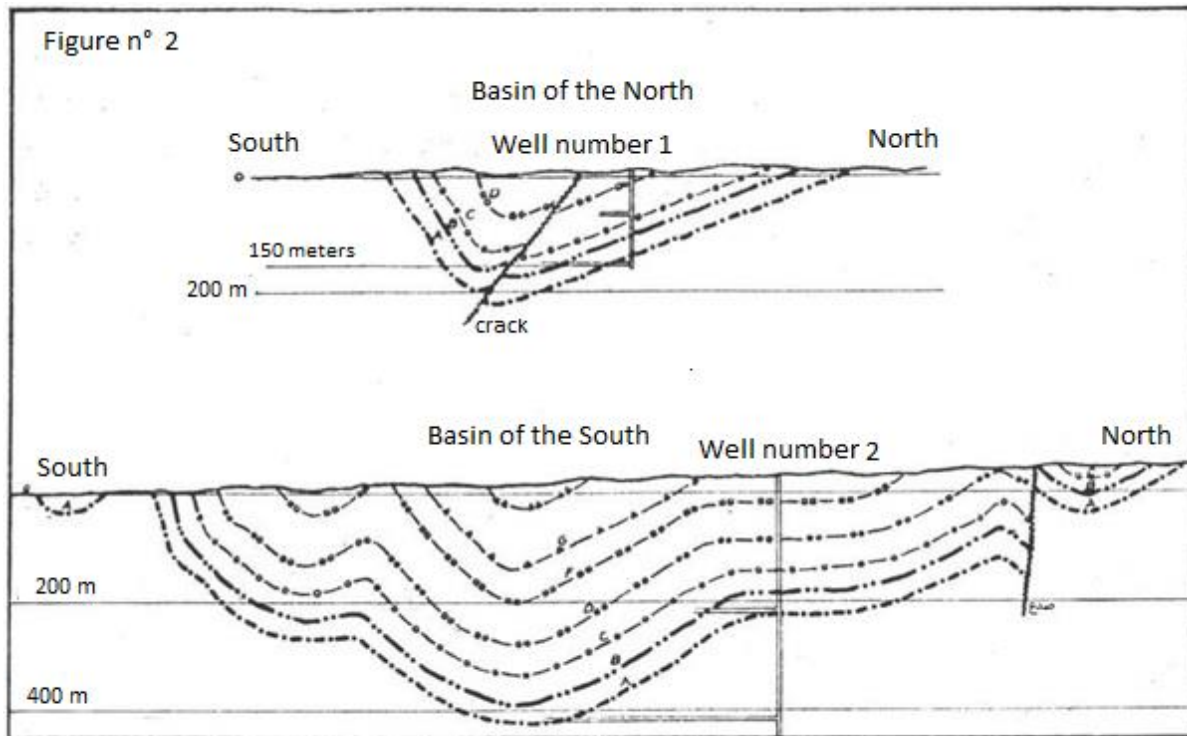 Figure n° 2
Basin of the North
South
Well number 1
North
D
C
B
A
150 meters
200 m
crack
Basin of the South
Well number 2
North
South
A
B
A
G
F
D
C
B
A
200 m
400 m
صدع